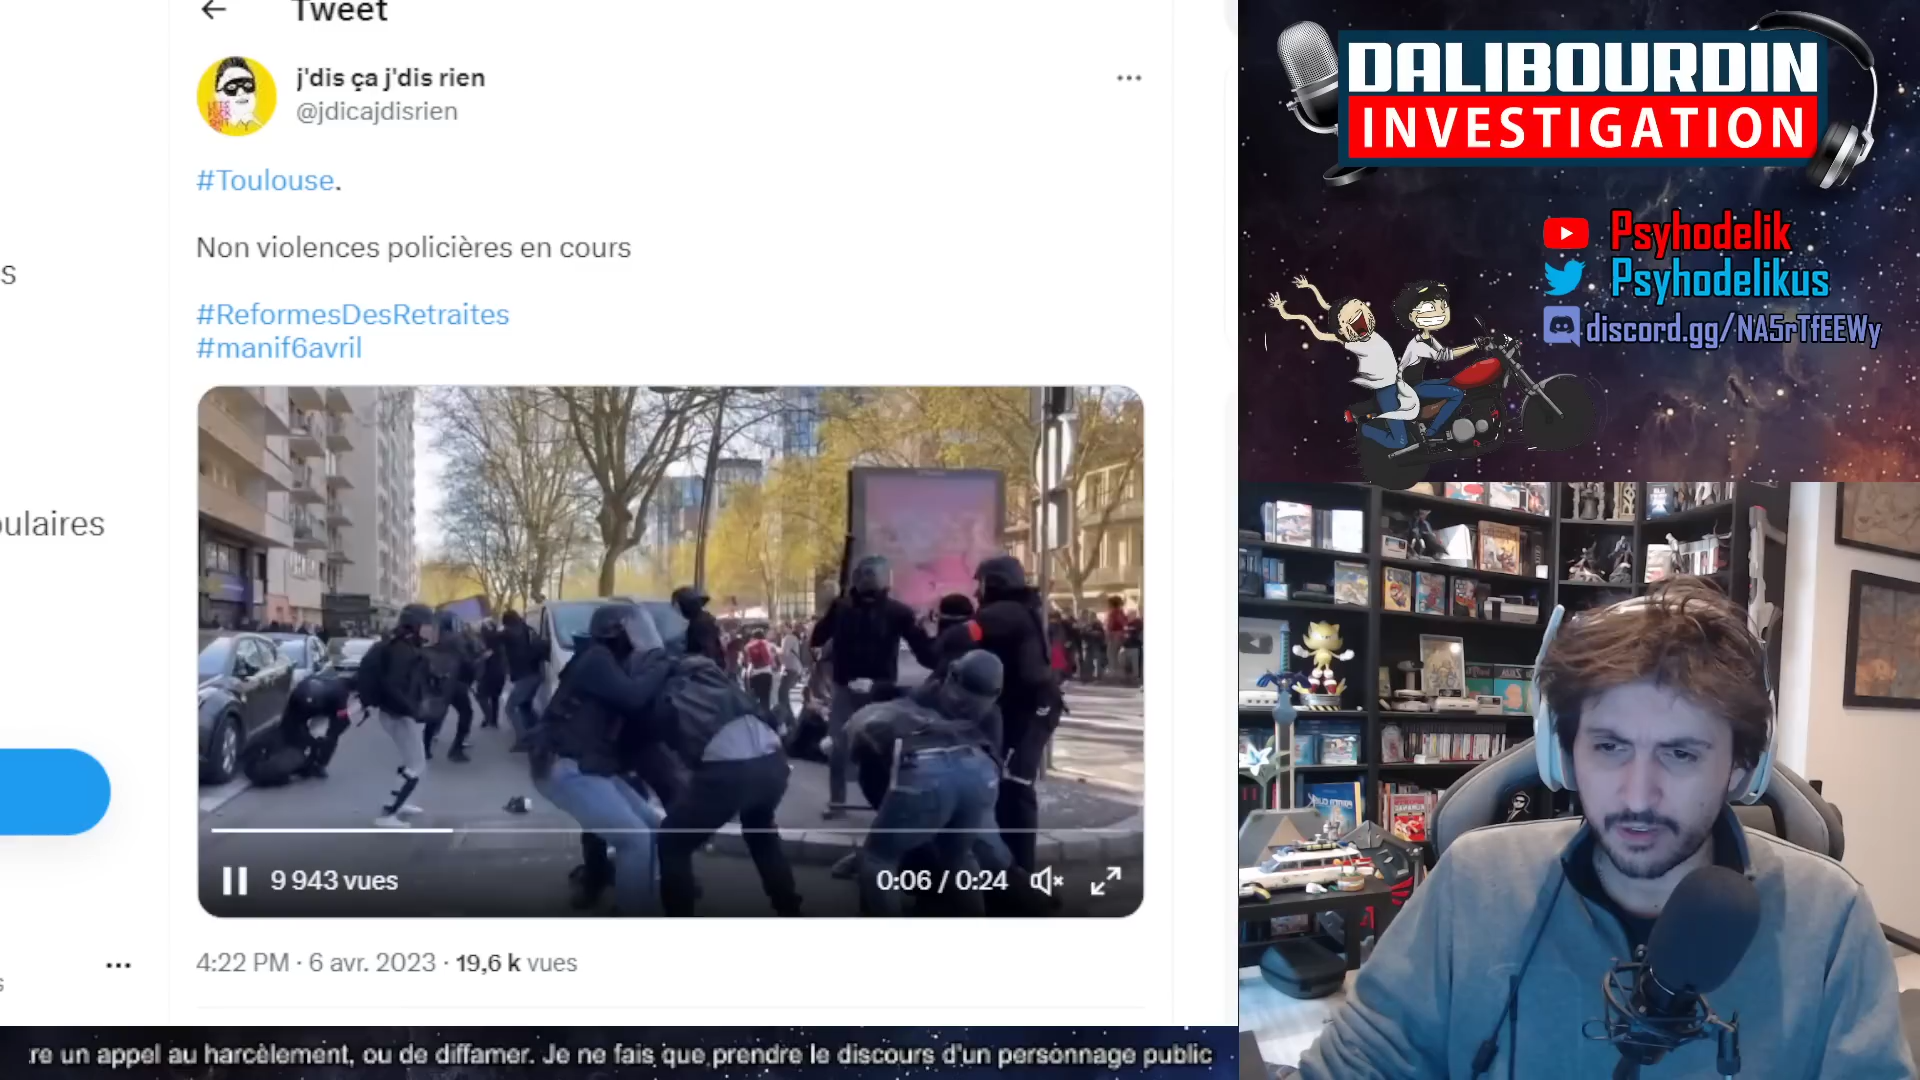 Tweet
j'dis ça j'dis rien
@jdicajdisrien
#Toulouse.
Non violences policières en cours
#ReformesDesRetraites
#manif6avril
9 943 vues
0:06 / 0:24
4:22 PM · 6 avr. 2023 · 19,6 k vues
s
ulaires
re un appel au harcèlement, ou de diffamer. Je ne fais que prendre le discours d'un personnage public
DALIBOURDIN
INVESTIGATION
Psyhodelik
Psyhodelikus
discord.gg/NA5rTfEEWy